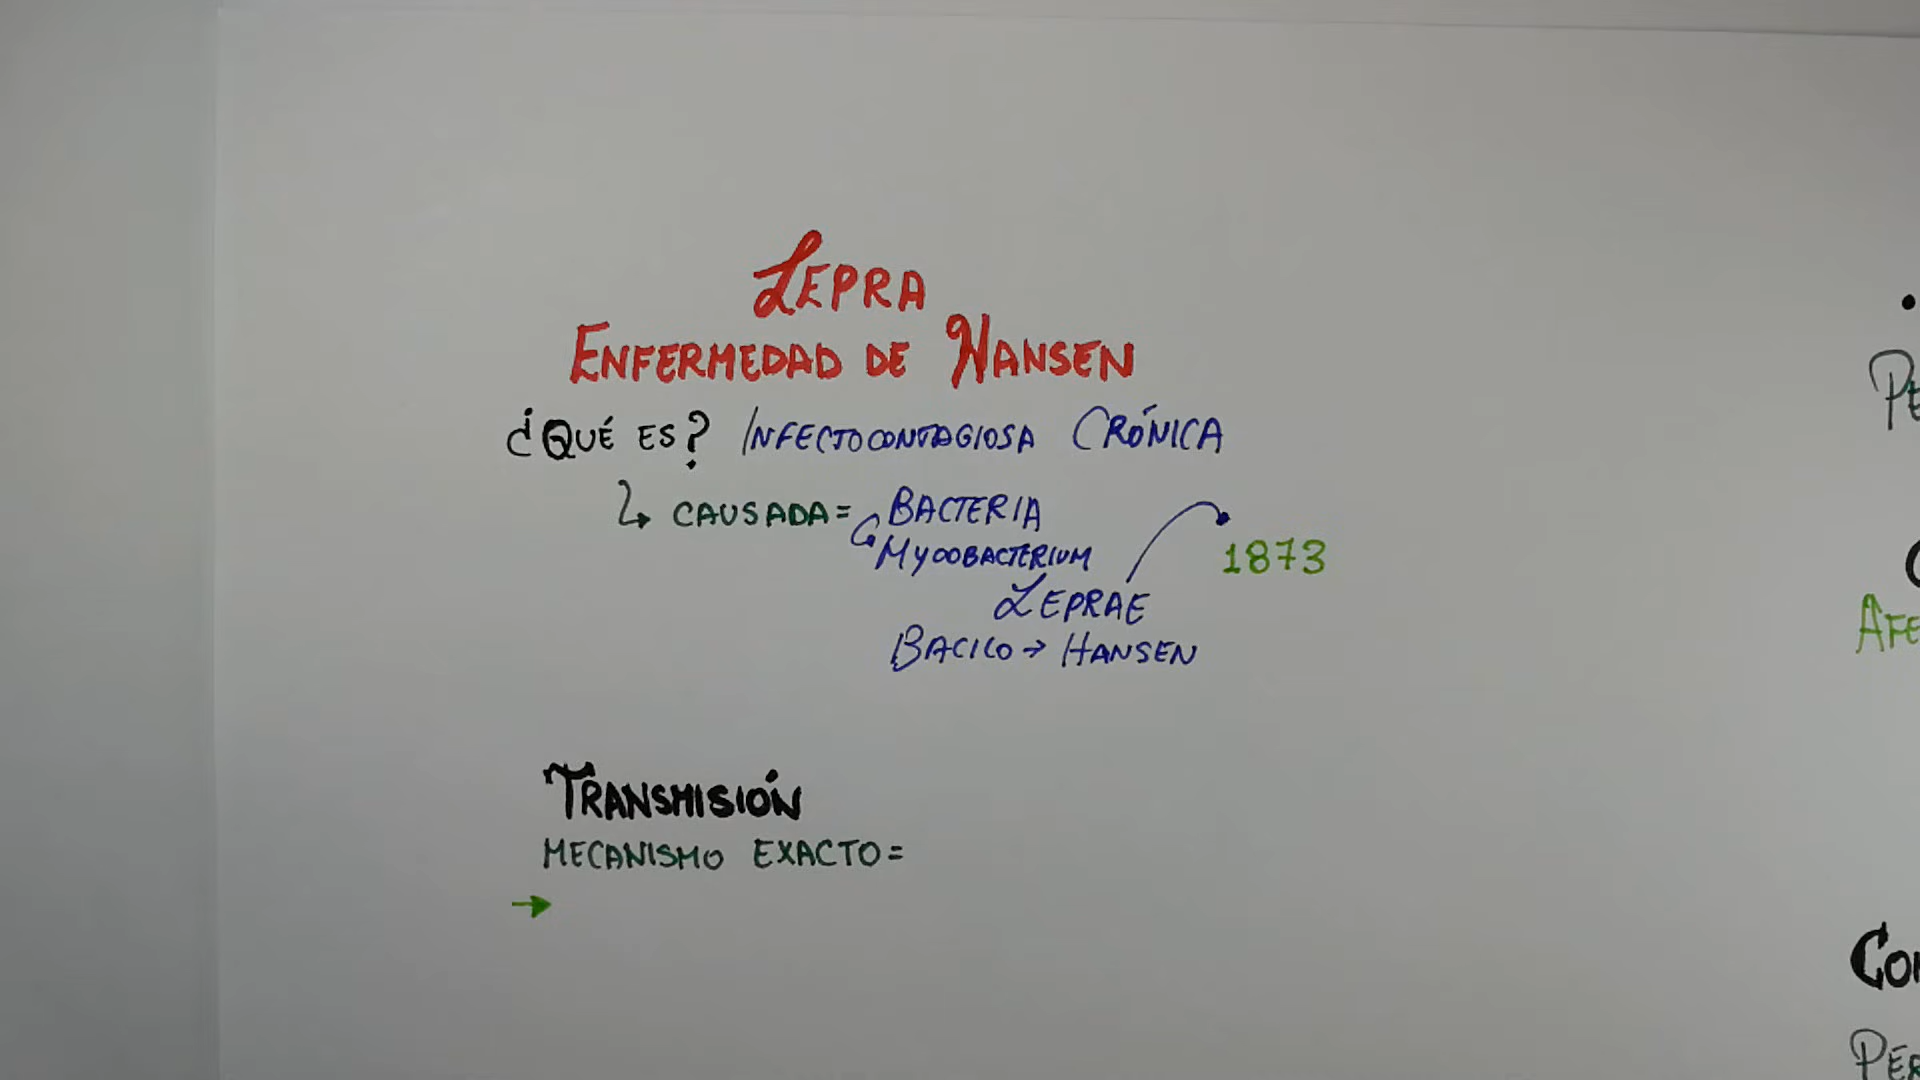 Lepra
Enfermedad de Hansen
¿Qué es? Infectocontagiosa Crónica
↳ causada = Bacteria
Mycobacterium
Leprae
1873
Bacilo → Hansen
Transmisión
Mecanismo exacto =
→